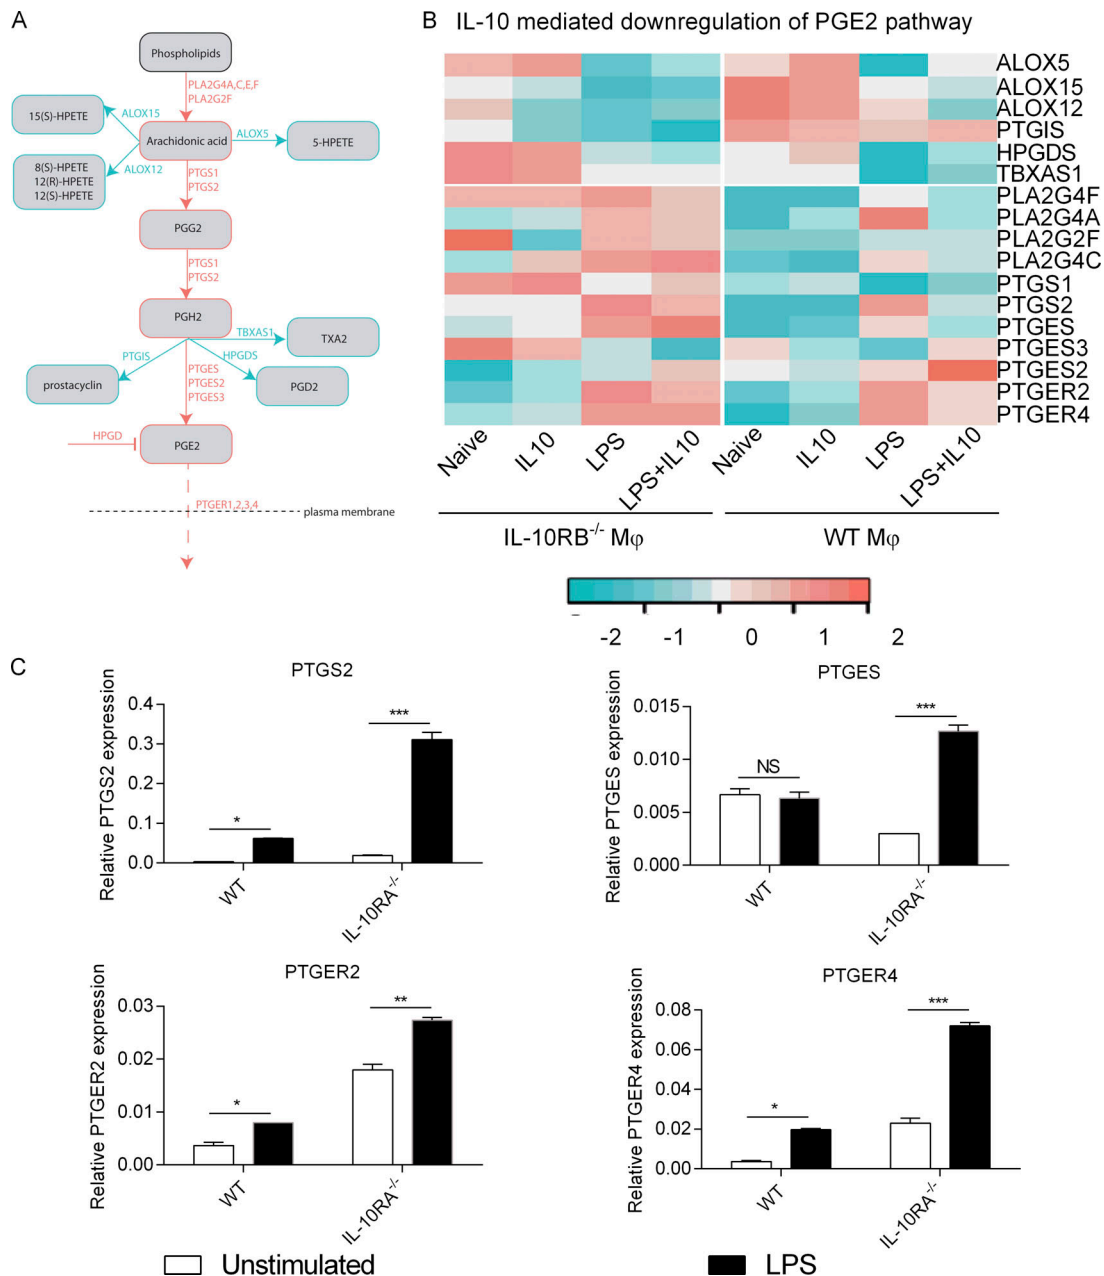 A
Phospholipids
PLA2G4A,C,E,F
PLA2G2F
15(S)-HPETE
ALOX15
Arachidonic acid
ALOX5
5-HPETE
8(S)-HPETE
12(R)-HPETE
12(S)-HPETE
ALOX12
PTGS1
PTGS2
PGG2
PTGS1
PTGS2
PGH2
TBXAS1
TXA2
PTGIS
HPGDS
prostacyclin
PTGES
PTGES2
PTGES3
PGD2
HPGD
PGE2
PTGER1,2,3,4
plasma membrane
B IL-10 mediated downregulation of PGE2 pathway
ALOX5
ALOX15
ALOX12
PTGIS
HPGDS
TBXAS1
PLA2G4F
PLA2G4A
PLA2G2F
PLA2G4C
PTGS1
PTGS2
PTGES
PTGES3
PTGES2
PTGER2
PTGER4
Naive IL10 LPS LPS+IL10 Naive IL10 LPS LPS+IL10
IL-10RB-/- Mφ WT Mφ
-2 -1 0 1 2
C
PTGS2
Relative PTGS2 expression
0.4
0.3
0.2
0.1
0.0
*
***
WT IL-10RA-/-
PTGES
Relative PTGES expression
0.015
0.010
0.005
0.000
NS
***
WT IL-10RA-/-
PTGER2
Relative PTGER2 expression
0.03
0.02
0.01
0.00
*
**
WT IL-10RA-/-
PTGER4
Relative PTGER4 expression
0.08
0.06
0.04
0.02
0.00
*
***
WT IL-10RA-/-
Unstimulated LPS